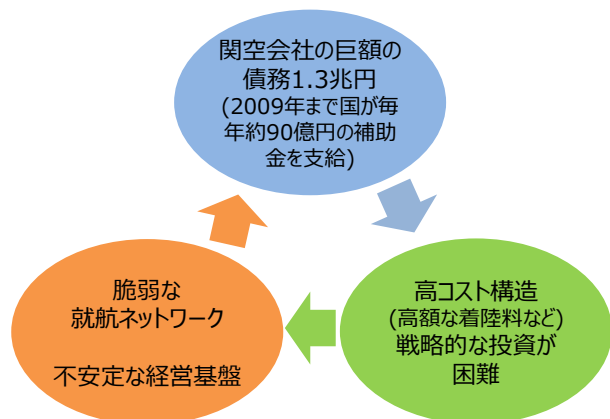 関空会社の巨額の
債務1.3兆円
(2009年まで国が毎
年約90億円の補助
金を支給)
高コスト構造
(高額な着陸料など)
戦略的な投資が
困難
脆弱な
就航ネットワーク
不安定な経営基盤